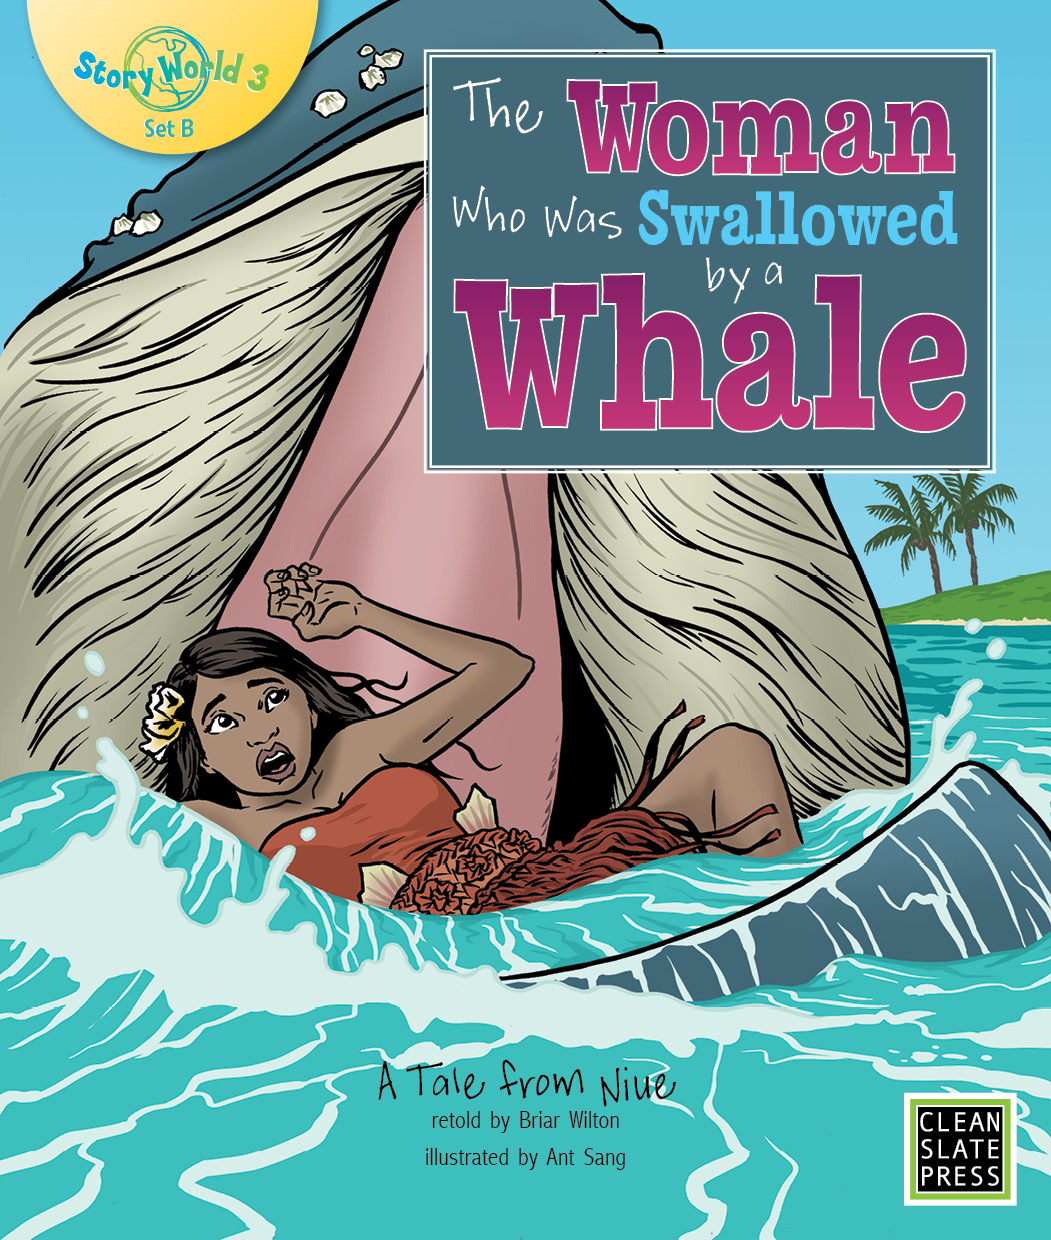 Story World 3
Set B
The Woman
Who Was Swallowed
by a
Whale
A Tale from Niue
retold by Briar Wilton
illustrated by Ant Sang
CLEAN
SLATE
PRESS